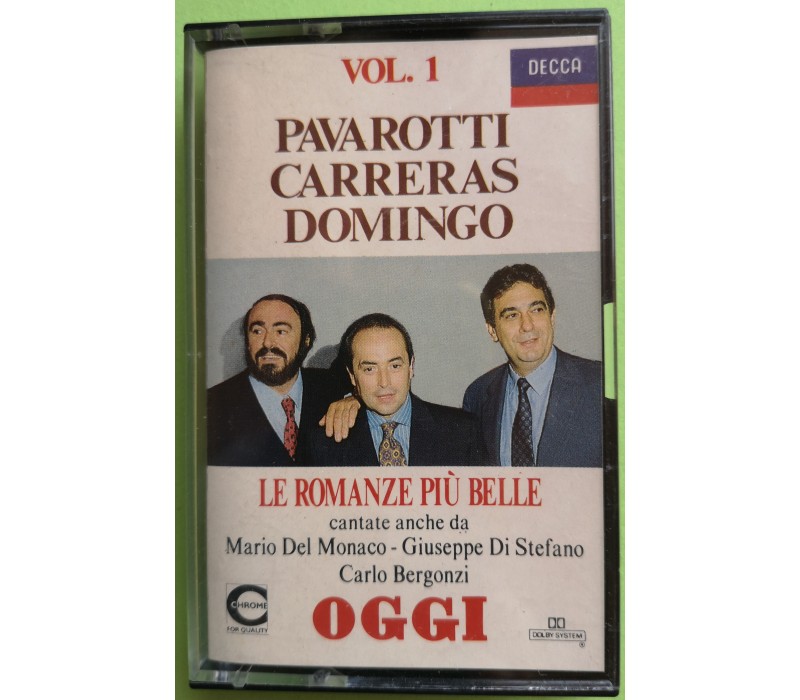 VOL. 1
DECCA
PAVAROTTI
CARRERAS
DOMINGO
LE ROMANZE PIÙ BELLE
cantate anche da
Mario Del Monaco - Giuseppe Di Stefano
Carlo Bergonzi
CHROME
FOR QUALITY
OGGI
DOLBY SYSTEM
®